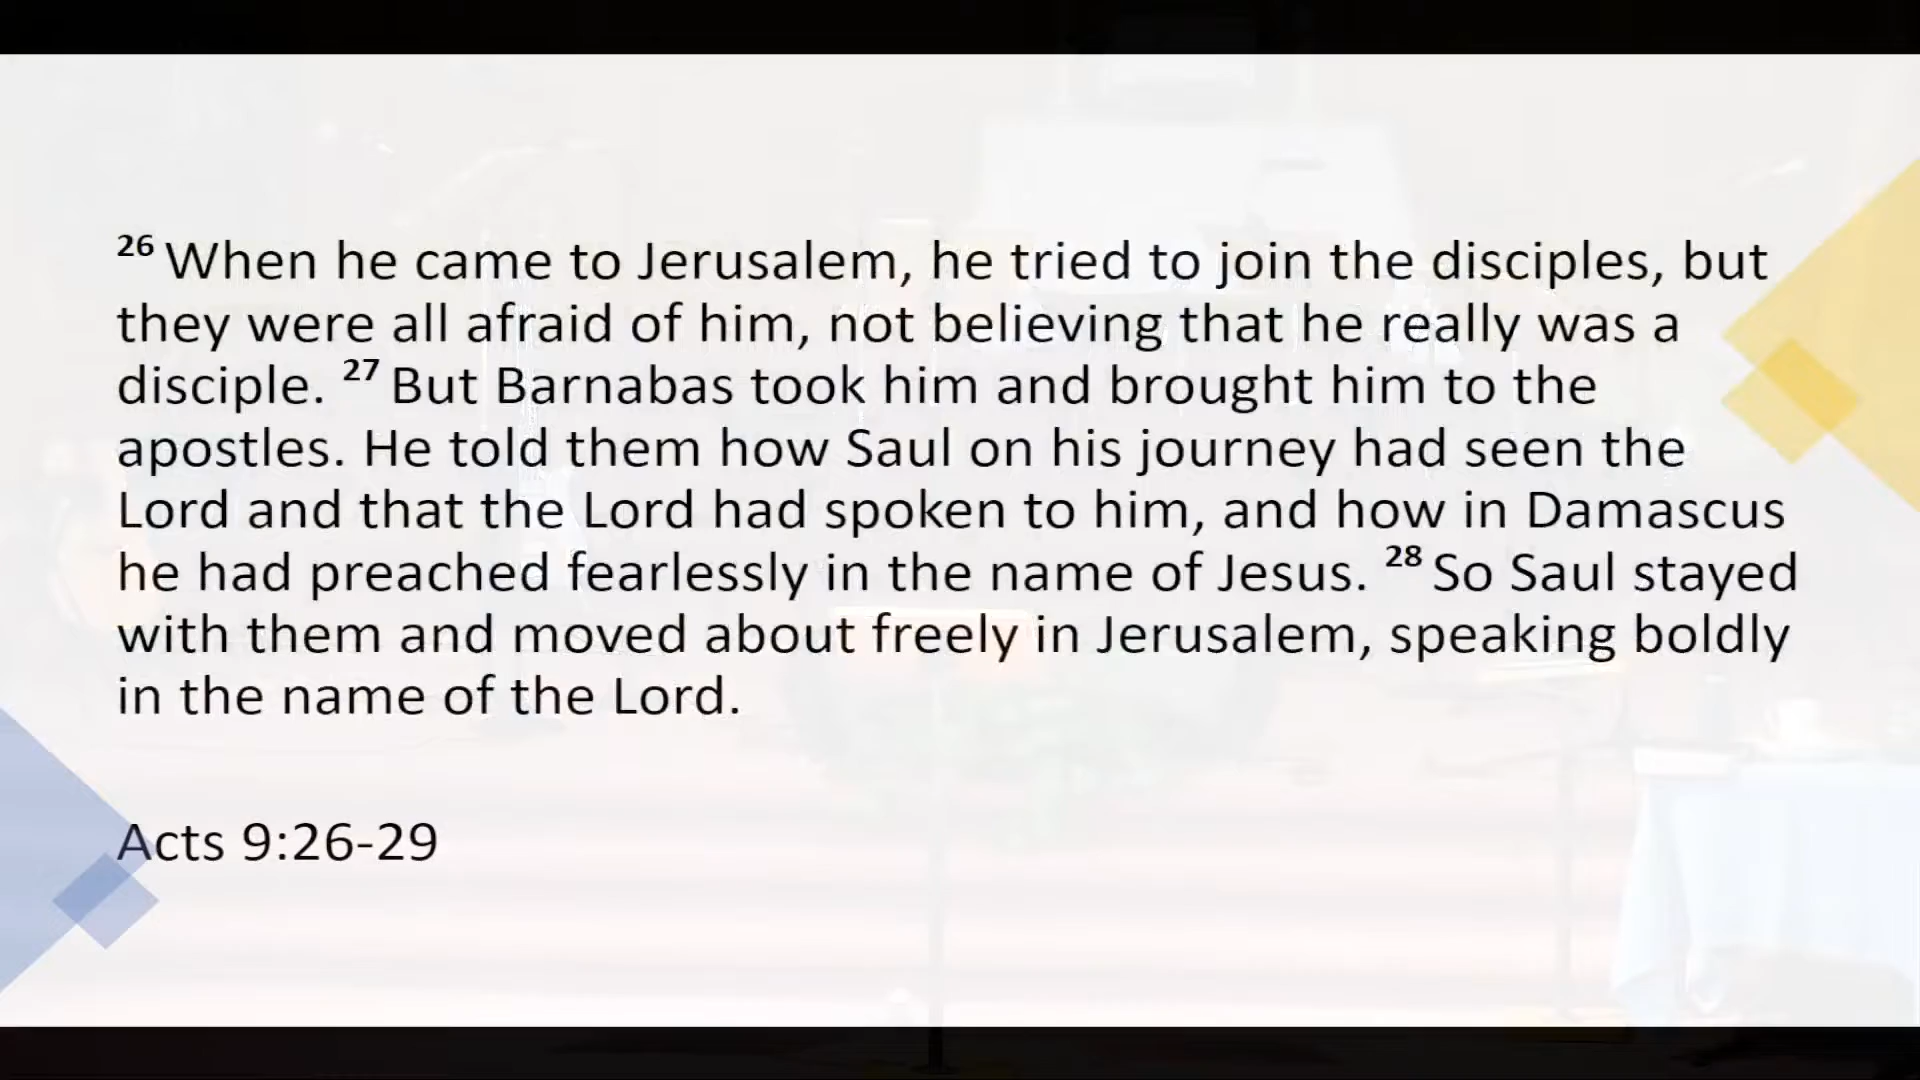 26 When he came to Jerusalem, he tried to join the disciples, but
they were all afraid of him, not believing that he really was a
disciple. 27 But Barnabas took him and brought him to the
apostles. He told them how Saul on his journey had seen the
Lord and that the Lord had spoken to him, and how in Damascus
he had preached fearlessly in the name of Jesus. 28 So Saul stayed
with them and moved about freely in Jerusalem, speaking boldly
in the name of the Lord.
Acts 9:26-29